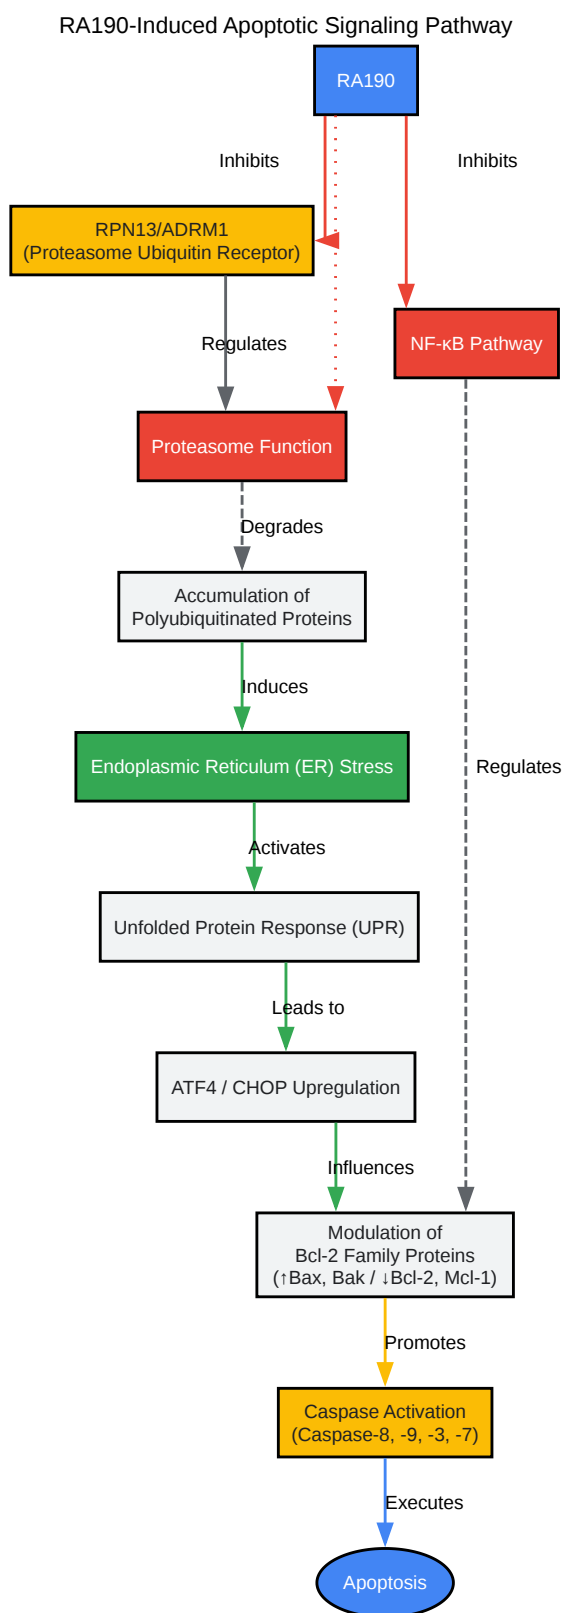 RA190-Induced Apoptotic Signaling Pathway
RA190
Inhibits
Inhibits
RPN13/ADRM1
(Proteasome Ubiquitin Receptor)
Regulates
NF-κB Pathway
Proteasome Function
Degrades
Accumulation of
Polyubiquitinated Proteins
Induces
Endoplasmic Reticulum (ER) Stress
Regulates
Activates
Unfolded Protein Response (UPR)
Leads to
ATF4 / CHOP Upregulation
Influences
Modulation of
Bcl-2 Family Proteins
(↑Bax, Bak / ↓Bcl-2, Mcl-1)
Promotes
Caspase Activation
(Caspase-8, -9, -3, -7)
Executes
Apoptosis